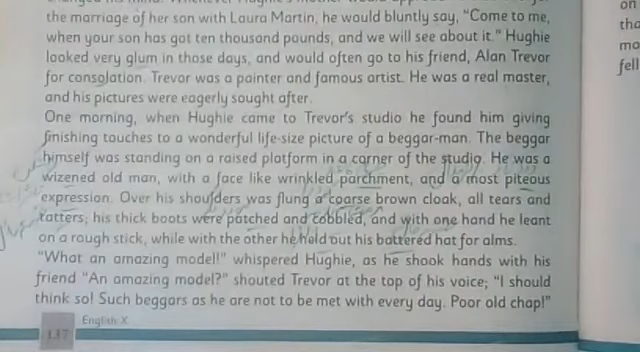 the marriage of her son with Laura Martin, he would bluntly say, "Come to me,
when your son has got ten thousand pounds, and we will see about it." Hughie
looked very glum in those days, and would often go to his friend, Alan Trevor
for consolation. Trevor was a painter and famous artist. He was a real master,
and his pictures were eagerly sought after.
One morning, when Hughie came to Trevor's studio he found him giving
finishing touches to a wonderful life-size picture of a beggar-man. The beggar
himself was standing on a raised platform in a corner of the studio. He was a
wizened old man, with a face like wrinkled parchment, and a most piteous
expression. Over his shoulders was flung a coarse brown cloak, all tears and
tatters; his thick boots were patched and cobbled, and with one hand he leant
on a rough stick, while with the other he held out his battered hat for alms.
"What an amazing model!" whispered Hughie, as he shook hands with his
friend "An amazing model?" shouted Trevor at the top of his voice; "I should
think so! Such beggars as he are not to be met with every day. Poor old chap!"
English X
137
on
mo
fell